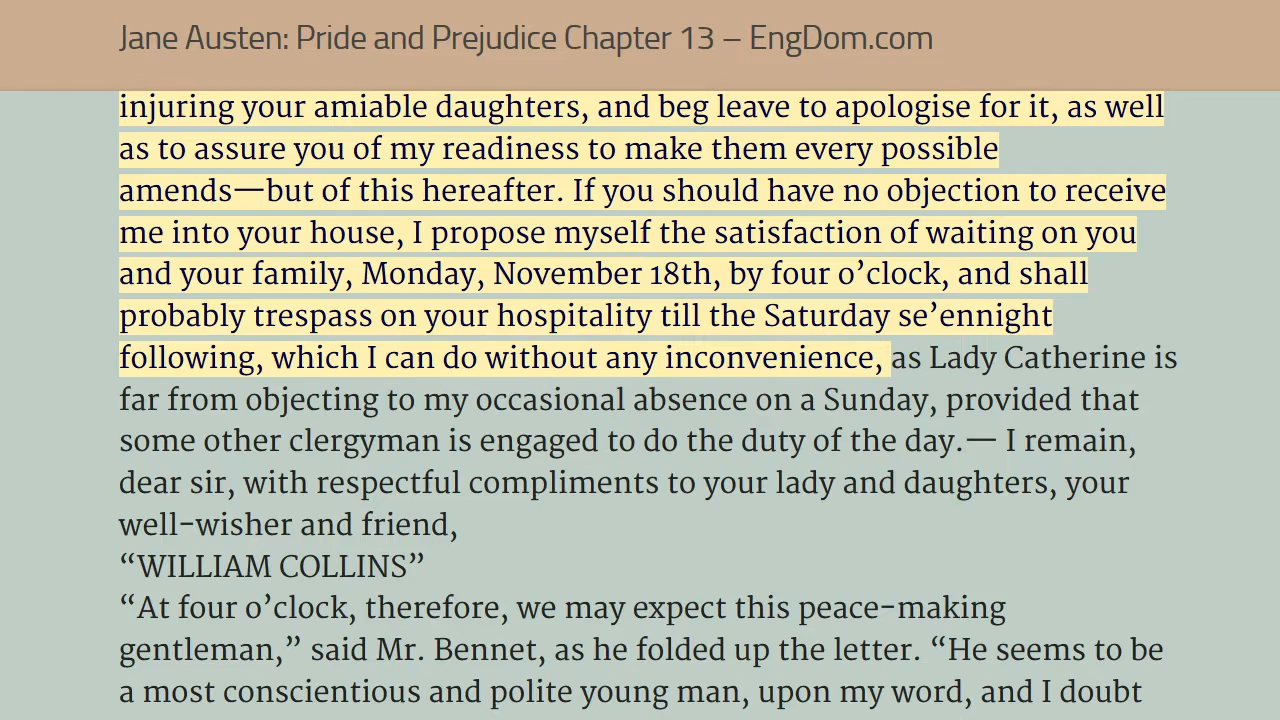 Jane Austen: Pride and Prejudice Chapter 13 – EngDom.com
injuring your amiable daughters, and beg leave to apologise for it, as well
as to assure you of my readiness to make them every possible
amends—but of this hereafter. If you should have no objection to receive
me into your house, I propose myself the satisfaction of waiting on you
and your family, Monday, November 18th, by four o’clock, and shall
probably trespass on your hospitality till the Saturday se’ennight
following, which I can do without any inconvenience, as Lady Catherine is
far from objecting to my occasional absence on a Sunday, provided that
some other clergyman is engaged to do the duty of the day.— I remain,
dear sir, with respectful compliments to your lady and daughters, your
well-wisher and friend,
“WILLIAM COLLINS”
“At four o’clock, therefore, we may expect this peace-making
gentleman,” said Mr. Bennet, as he folded up the letter. “He seems to be
a most conscientious and polite young man, upon my word, and I doubt